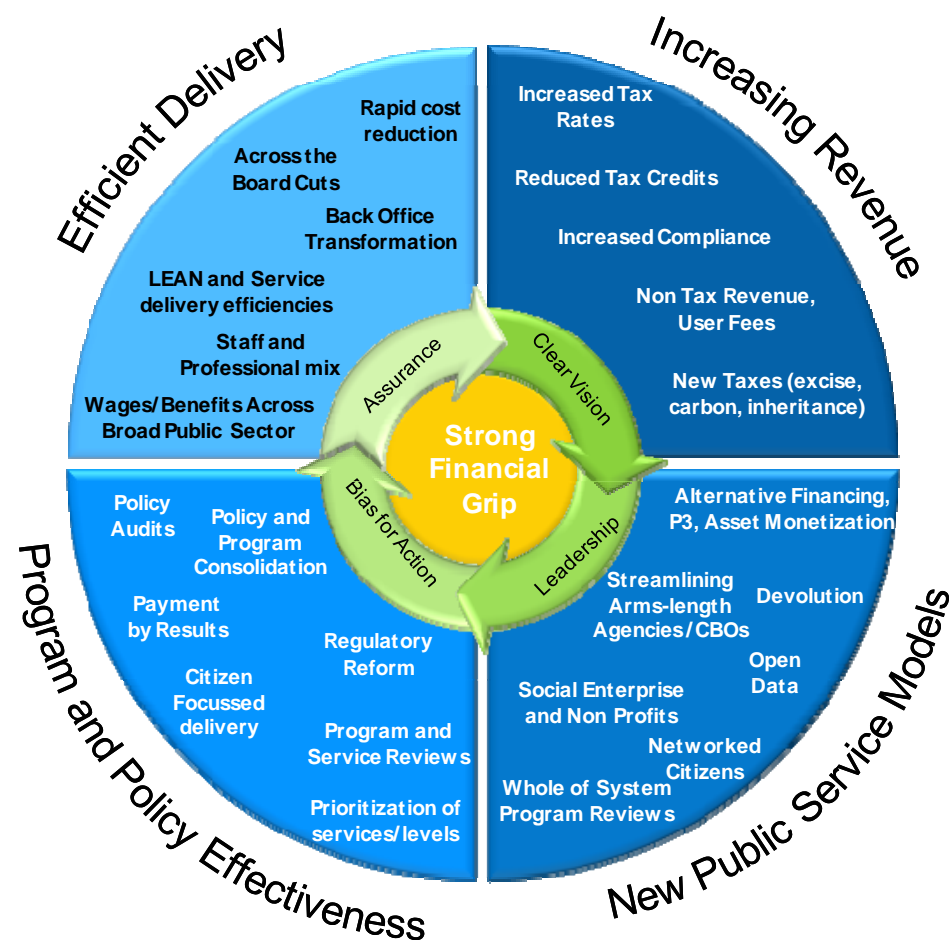 Efficient Delivery
Rapid cost
reduction
Across the
Board Cuts
Back Office
Transformation
LEAN and Service
delivery efficiencies
Staff and
Professional mix
Wages/Benefits Across
Broad Public Sector
Increasing Revenue
Increased Tax
Rates
Reduced Tax Credits
Increased Compliance
Non Tax Revenue,
User Fees
New Taxes (excise,
carbon, inheritance)
Assurance
Clear Vision
Leadership
Bias for Action
Strong
Financial
Grip
Program and Policy Effectiveness
Policy
Audits
Policy and
Program
Consolidation
Payment
by Results
Regulatory
Reform
Citizen
Focussed
delivery
Program and
Service Reviews
Prioritization of
services/levels
New Public Service Models
Alternative Financing,
P3, Asset Monetization
Streamlining
Arms-length
Agencies/CBOs
Devolution
Open
Data
Social Enterprise
and Non Profits
Networked
Citizens
Whole of System
Program Reviews